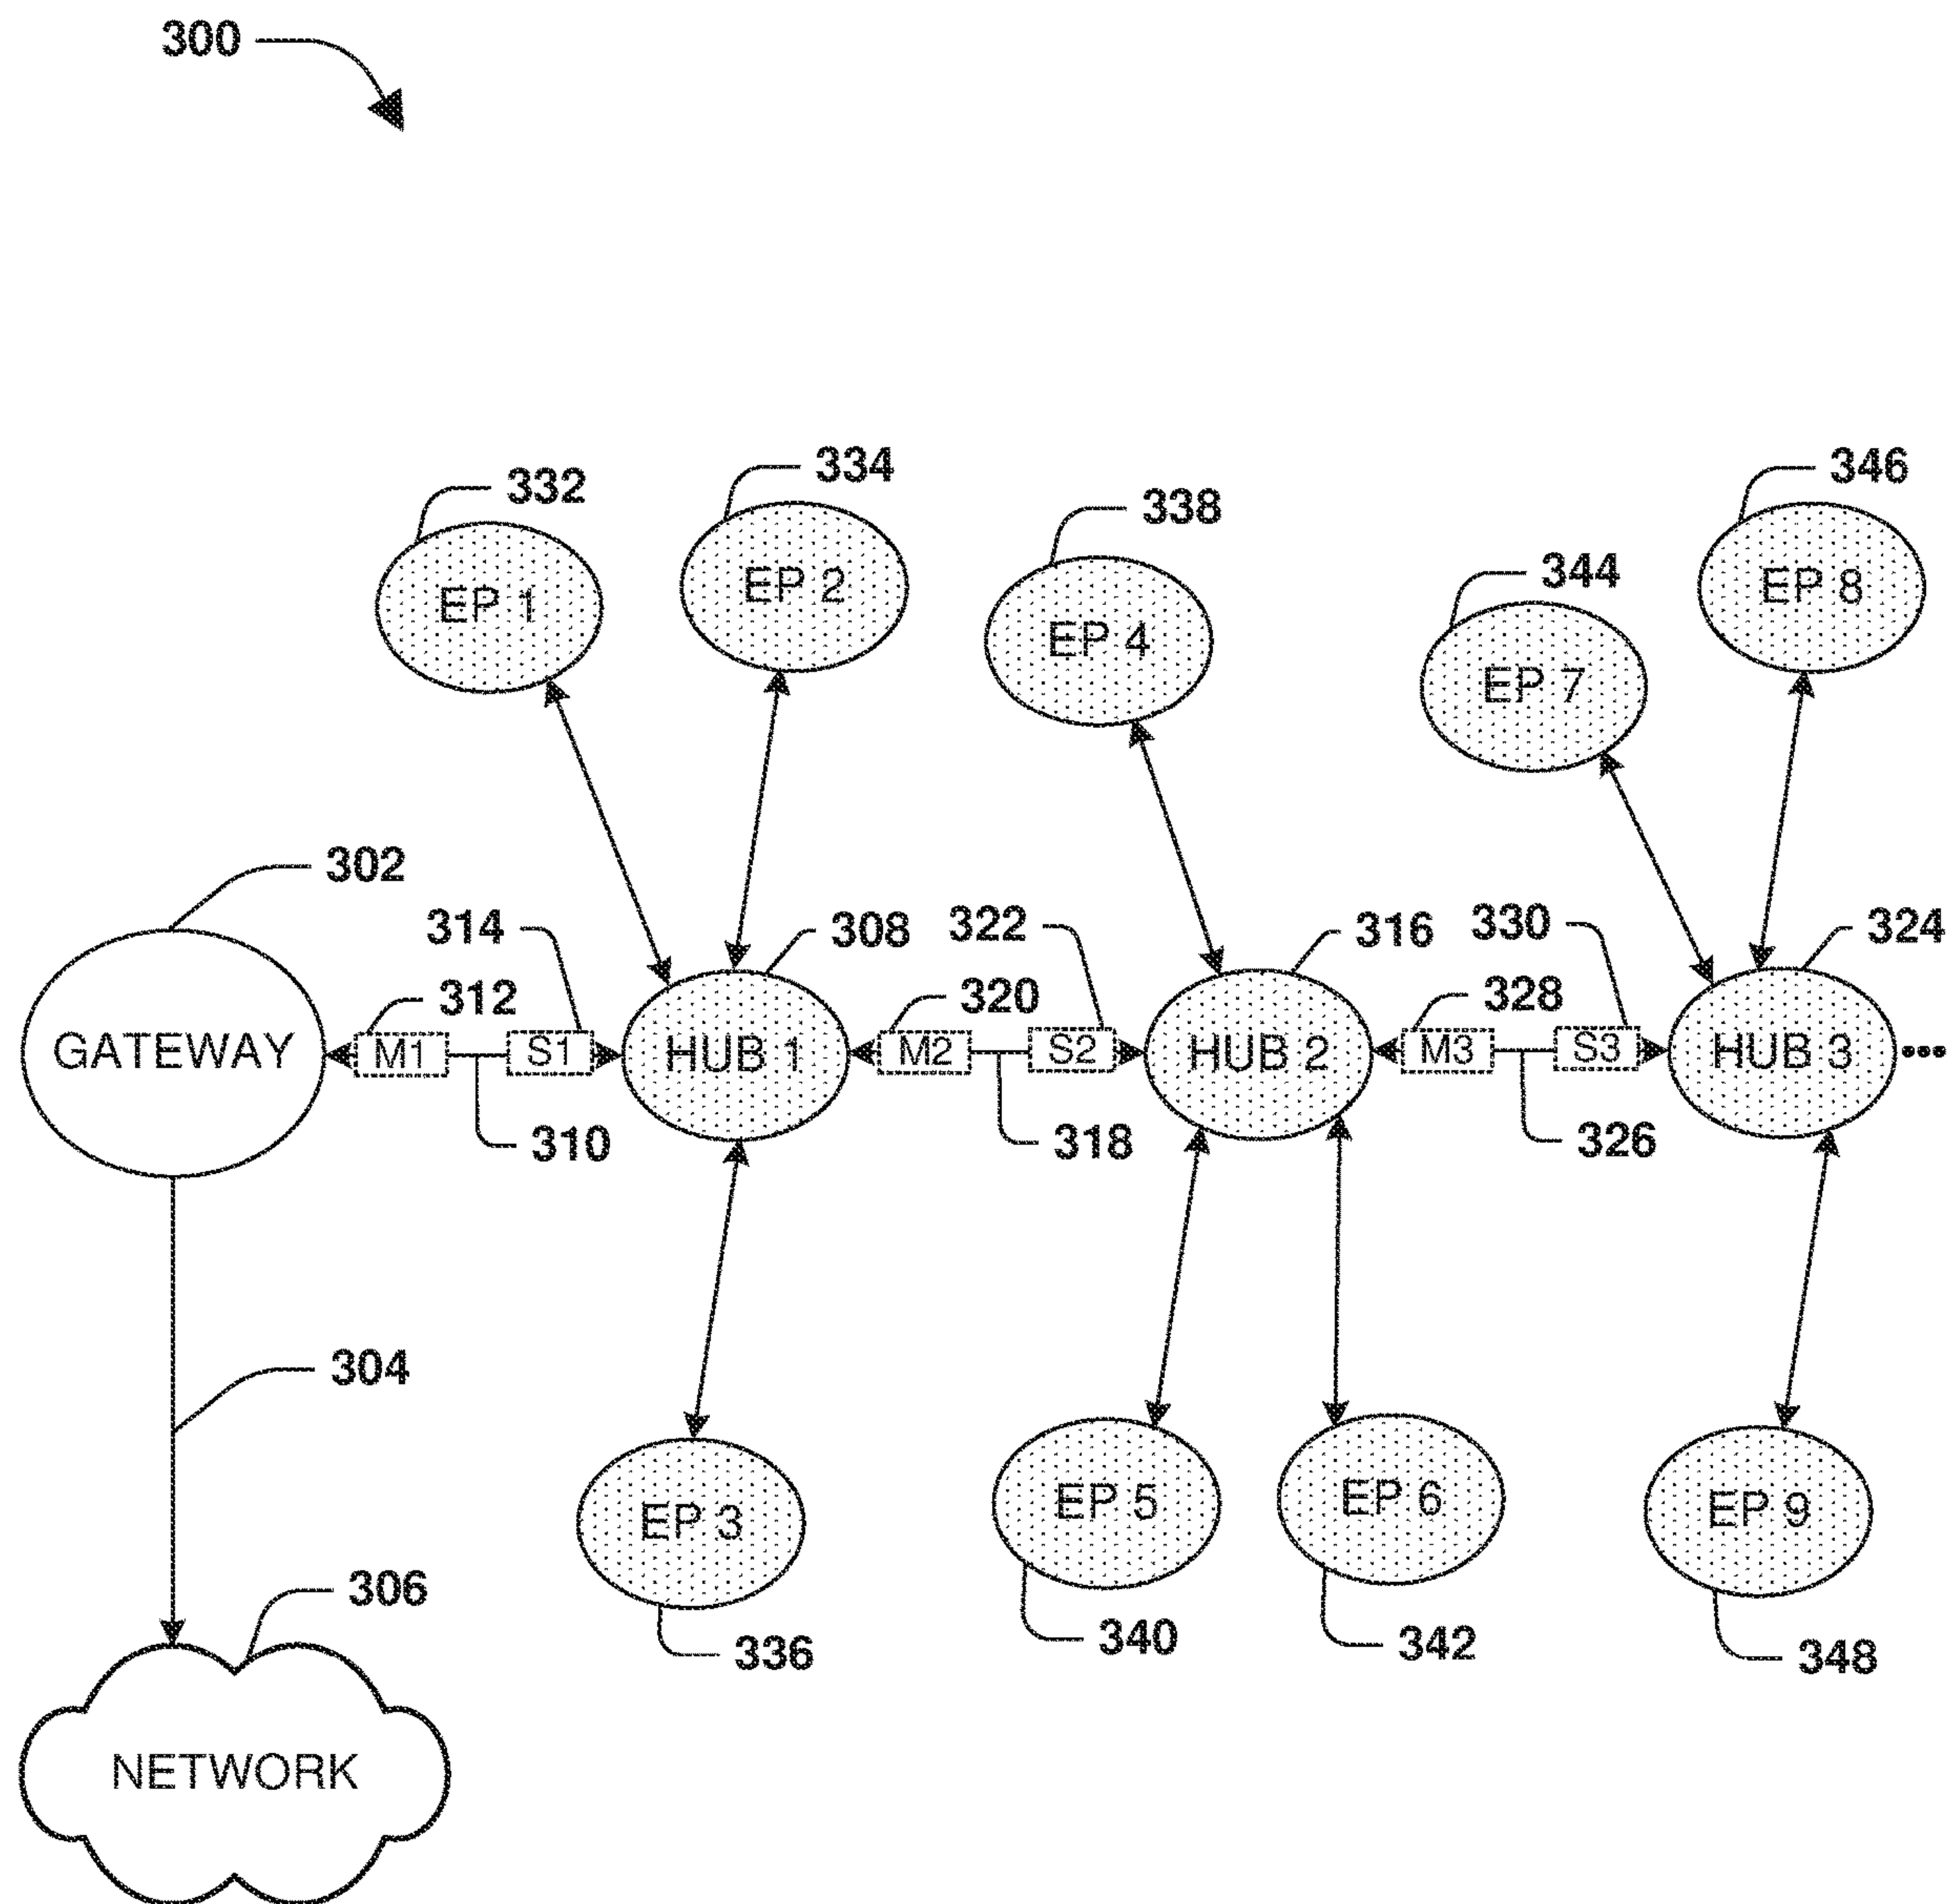 300
332
334
338
346
344
EP 1
EP 2
EP 4
EP 7
EP 8
302
314
308
322
316
330
324
312
320
328
GATEWAY
M1
S1
HUB 1
M2
S2
HUB 2
M3
S3
HUB 3
310
318
326
304
EP 3
EP 5
EP 6
EP 9
306
336
340
342
348
NETWORK